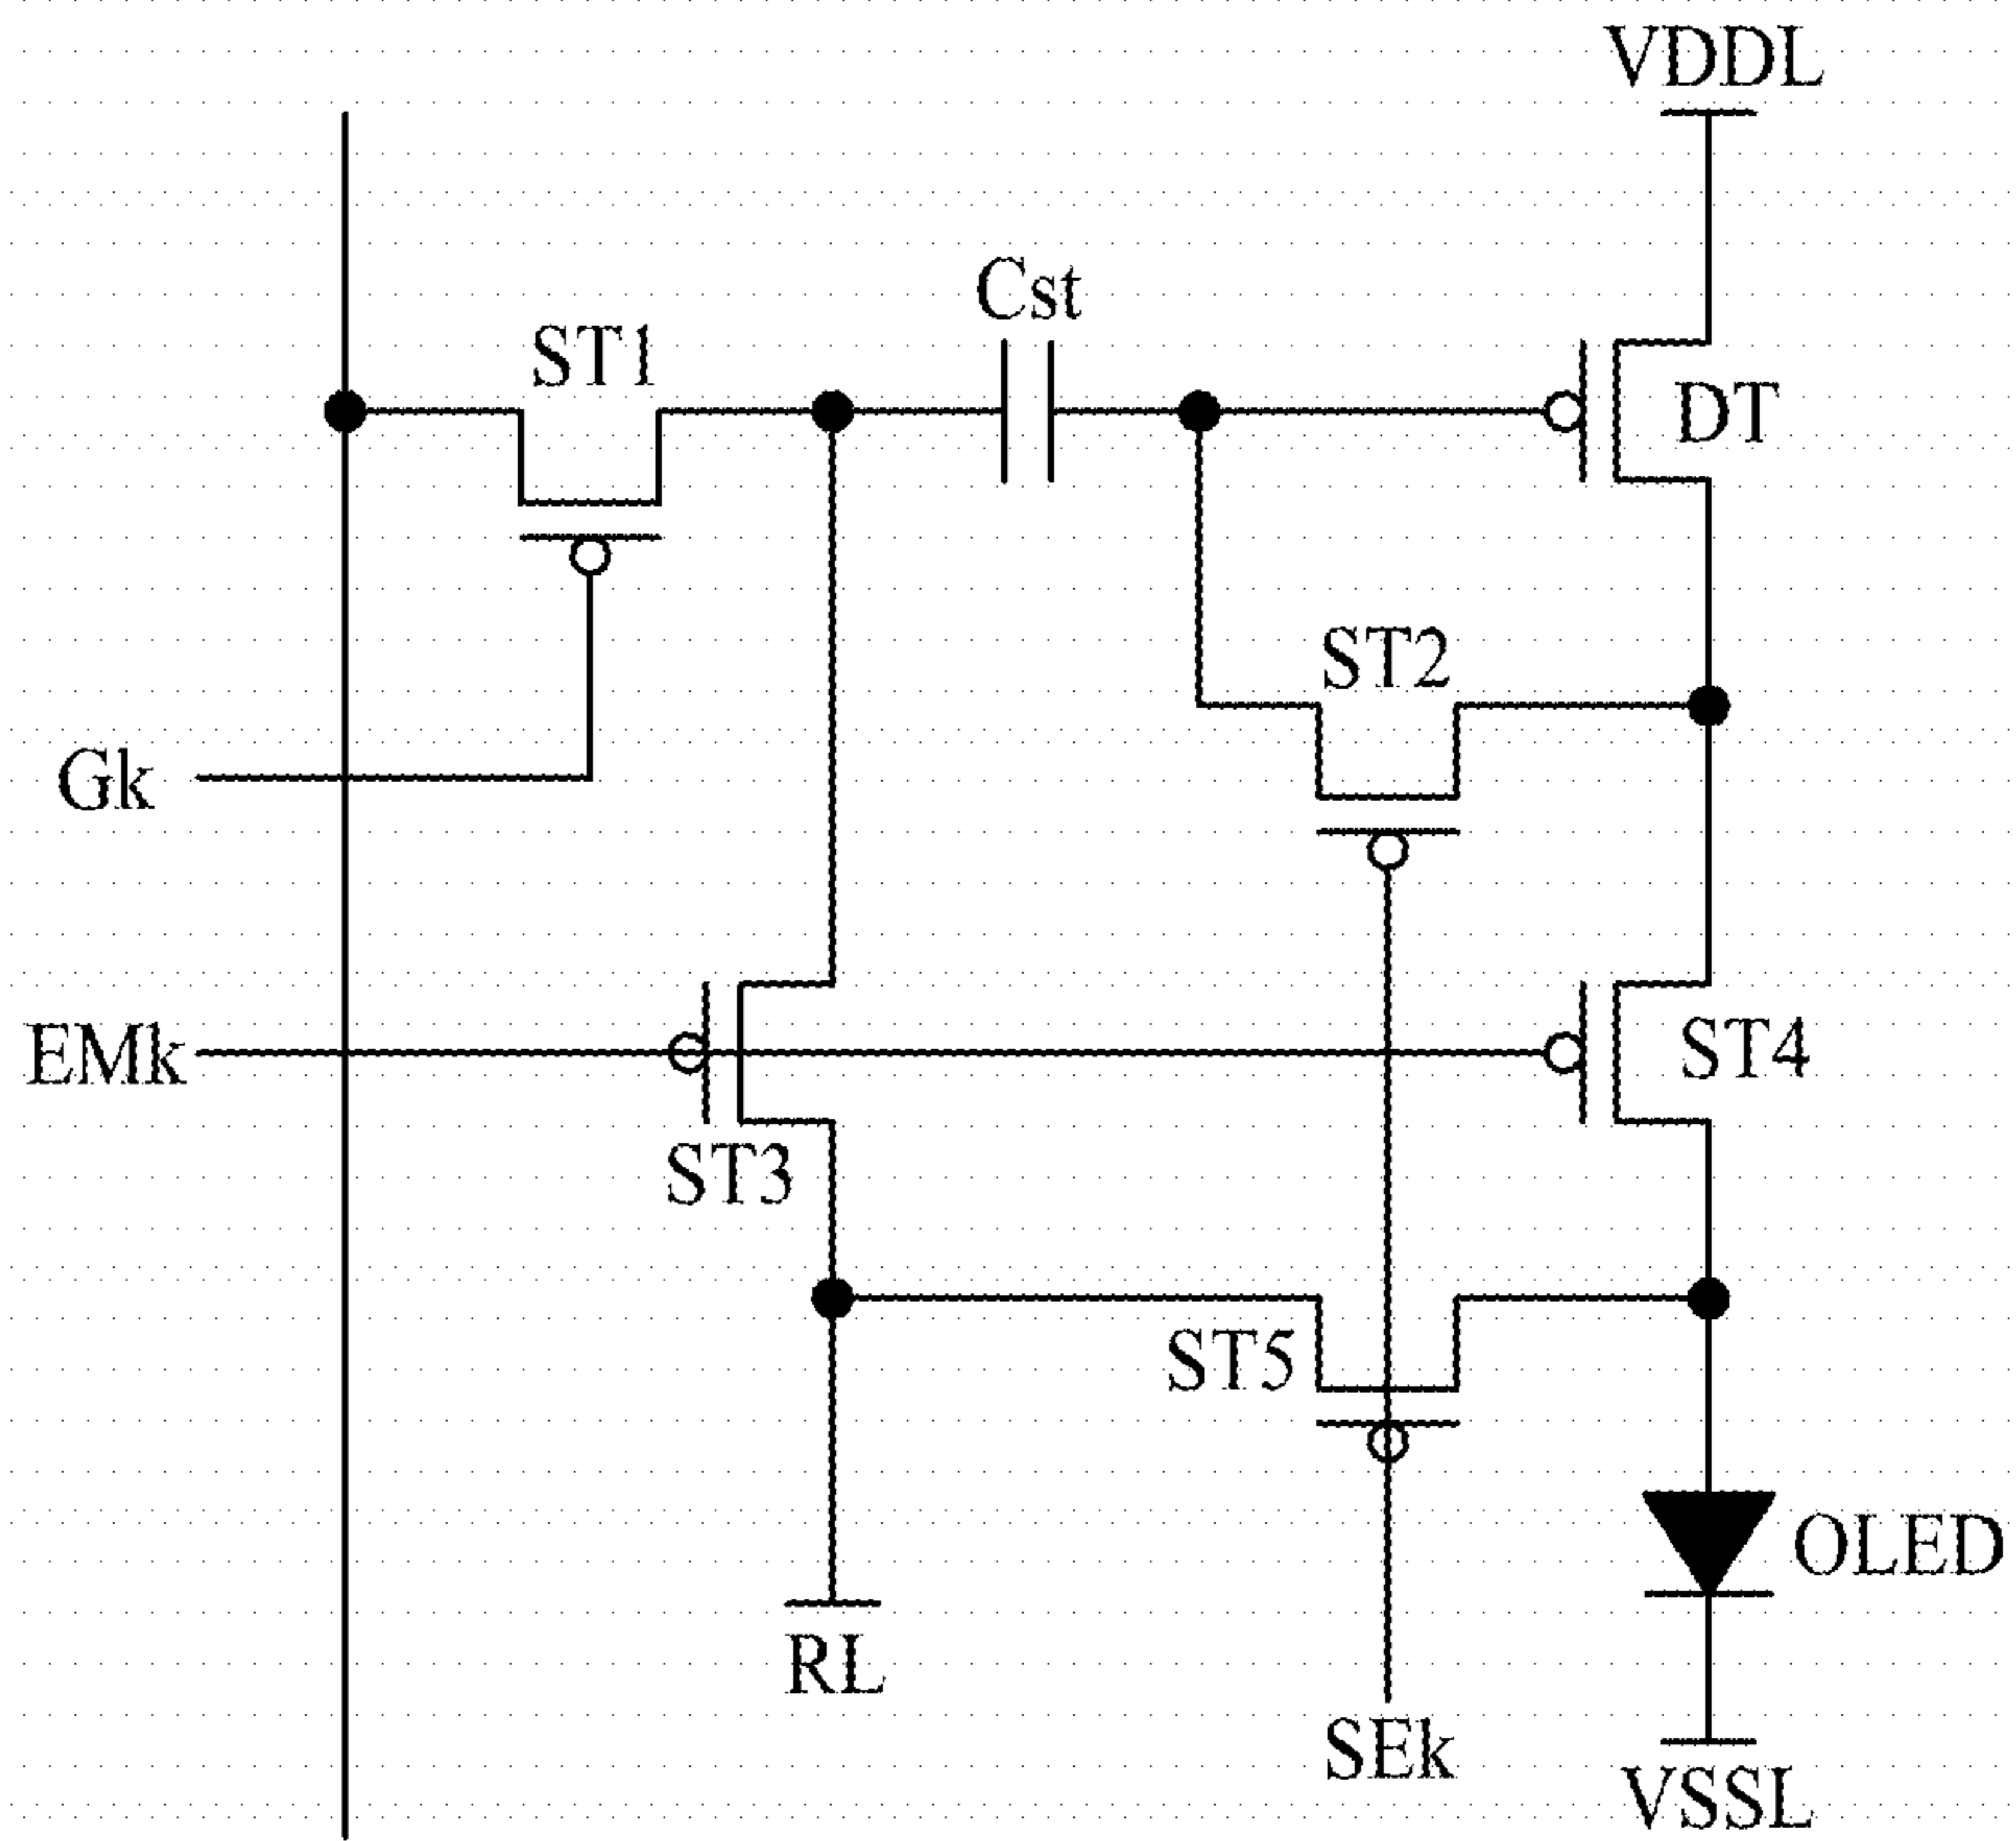 VDDL
Cst
ST1
DT
ST2
Gk
EMk
ST4
ST3
ST5
OLED
RL
SEk
VSSL